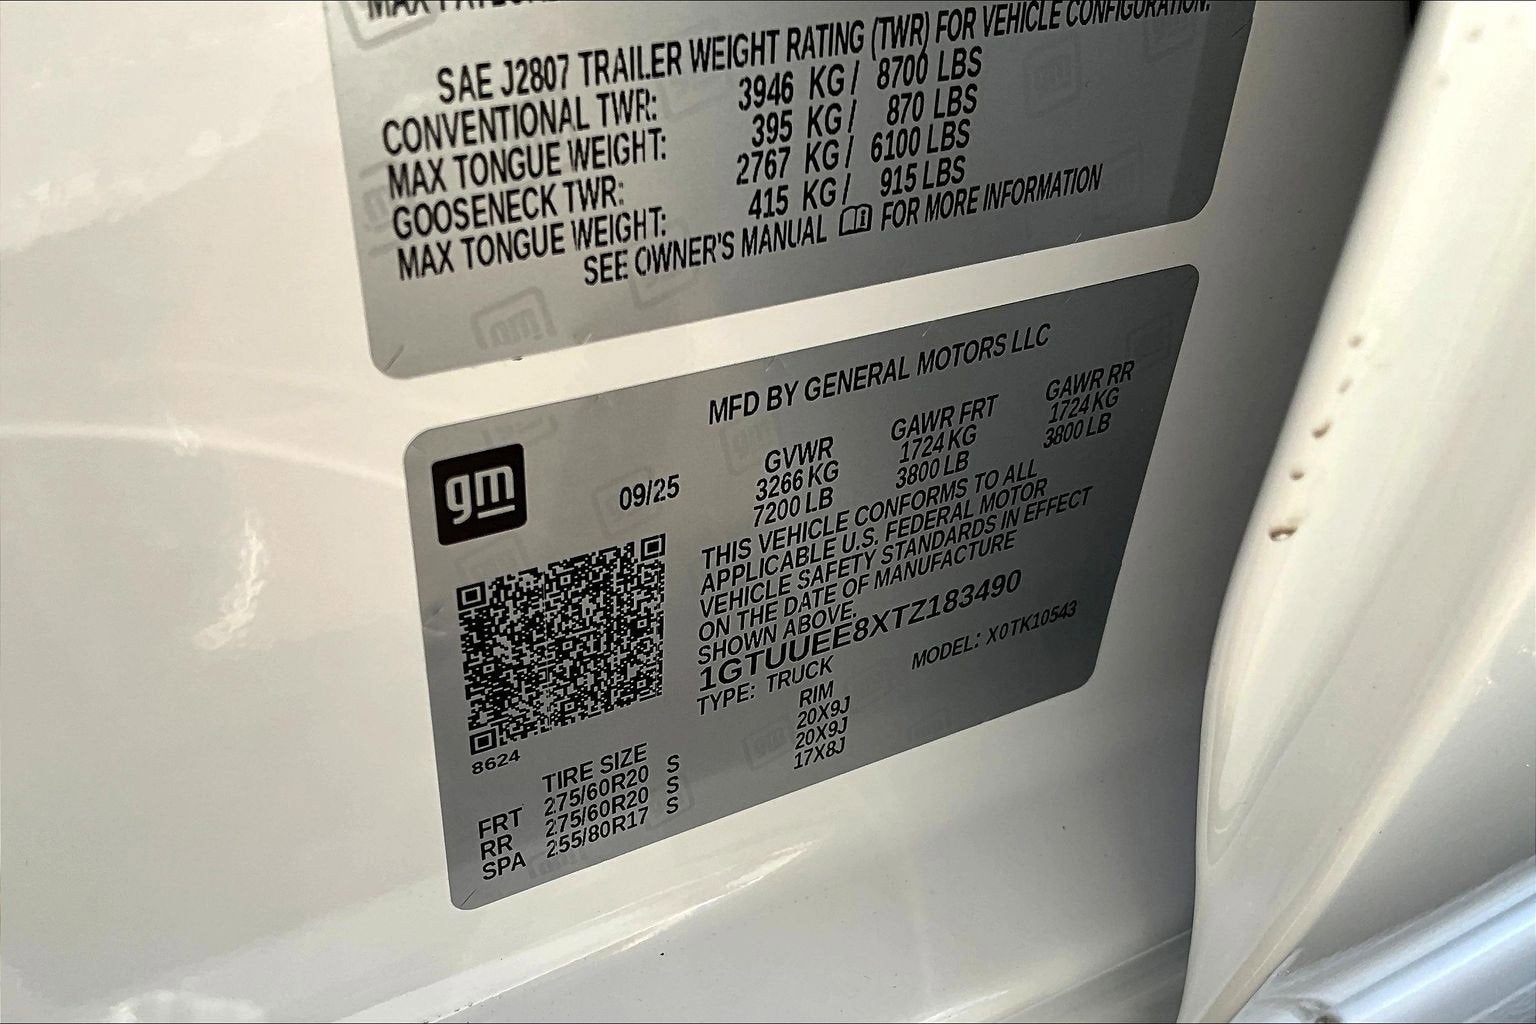 MAX PAYLOAD
SAE J2807 TRAILER WEIGHT RATING (TWR) FOR VEHICLE CONFIGURATION.
CONVENTIONAL TWR: 3946 KG / 8700 LBS
MAX TONGUE WEIGHT: 395 KG / 870 LBS
GOOSENECK TWR: 2767 KG / 6100 LBS
MAX TONGUE WEIGHT: 415 KG / 915 LBS
SEE OWNER'S MANUAL FOR MORE INFORMATION
MFD BY GENERAL MOTORS LLC
gm
09/25
GVWR GAWR FRT GAWR RR
3266 KG 1724 KG 1724 KG
7200 LB 3800 LB 3800 LB
THIS VEHICLE CONFORMS TO ALL
APPLICABLE U.S. FEDERAL MOTOR
VEHICLE SAFETY STANDARDS IN EFFECT
ON THE DATE OF MANUFACTURE
SHOWN ABOVE.
1GTUUEE8XTZ183490
TYPE: TRUCK MODEL: X0TK10543
8624
TIRE SIZE RIM
FRT 275/60R20 S 20X9J
RR 275/60R20 S 20X9J
SPA 255/80R17 S 17X8J